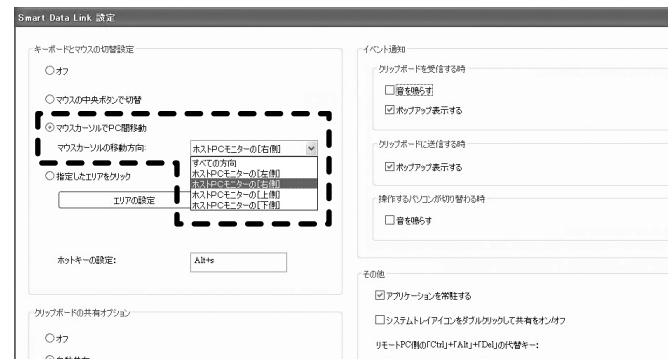 Smart Data Link 設定
キーボードとマウスの切替設定
オフ
マウスの中央ボタンで切替
マウスカーソルでPC間移動
マウスカーソルの移動方向:
ホストPCモニターの[右側]
すべての方向
ホストPCモニターの[左側]
ホストPCモニターの[右側]
ホストPCモニターの[上側]
ホストPCモニターの[下側]
指定したエリアをクリック
エリアの設定
ホットキーの設定:
Alt+s
クリップボードの共有オプション
オフ
イベント通知
クリップボードを受信する時
音を鳴らす
ポップアップ表示する
クリップボードに送信する時
ポップアップ表示する
操作するパソコンが切り替わる時
音を鳴らす
その他
アプリケーションを常駐する
システムトレイアイコンをダブルクリックして共有をオン/オフ
リモートPC側の「Ctrl」+「Alt」+「Del」の代替キー: